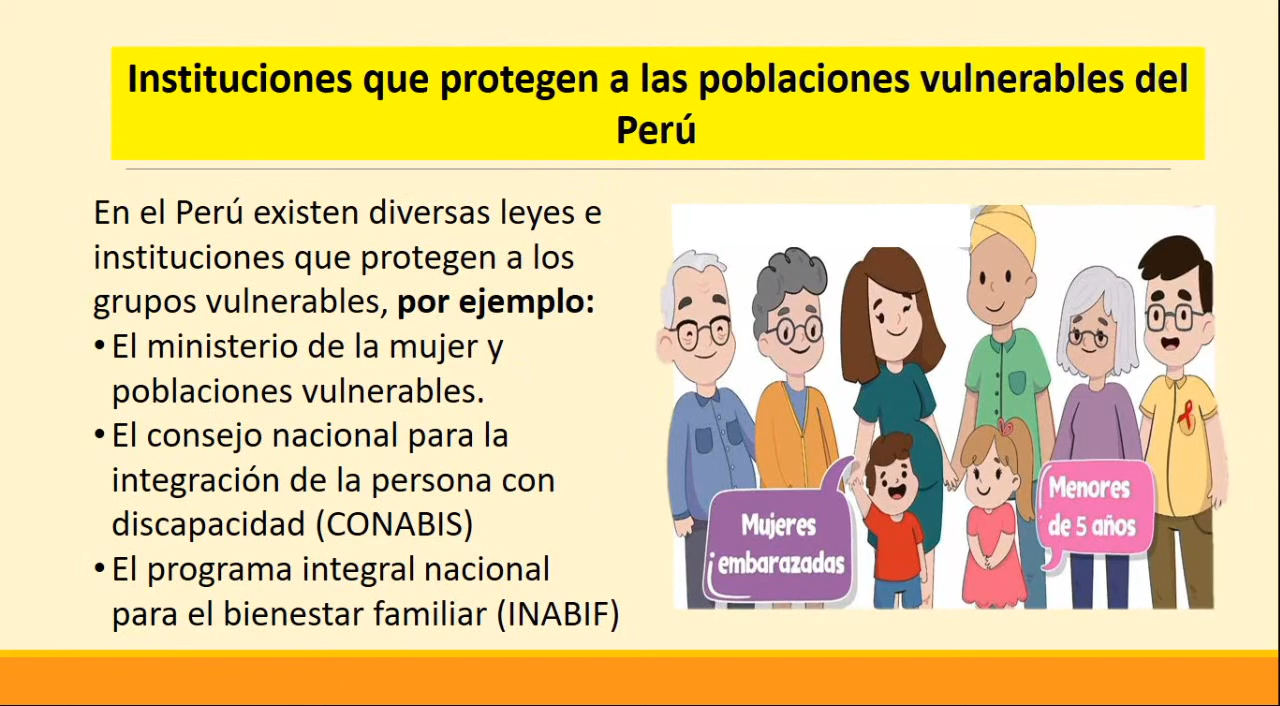 Instituciones que protegen a las poblaciones vulnerables del
Perú
En el Perú existen diversas leyes e
instituciones que protegen a los
grupos vulnerables, por ejemplo:
•El ministerio de la mujer y
poblaciones vulnerables.
•El consejo nacional para la
integración de la persona con
discapacidad (CONABIS)
•El programa integral nacional
para el bienestar familiar (INABIF)
Mujeres
embarazadas
Menores
de 5 años